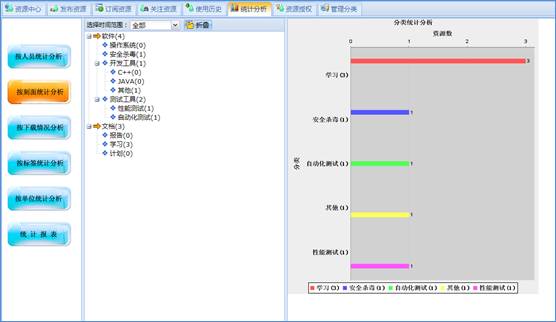 资源中心 发布资源 订阅资源 关注资源 使用历史 统计分析 资源授权 管理分类
按人员统计分析
按刻面统计分析
按下载情况分析
按标签统计分析
按单位统计分析
统 计 报 表
选择时间范围: 全部 折叠
软件(4)
操作系统(0)
安全杀毒(1)
开发工具(1)
C++(0)
JAVA(0)
其他(1)
测试工具(2)
性能测试(1)
自动化测试(1)
文档(3)
报告(0)
学习(3)
计划(0)
分类统计分析
资源数
0 1 2 3
分类
学习(3) 3
安全杀毒(1) 1
自动化测试(1) 1
其他(1) 1
性能测试(1) 1
学习(3) 安全杀毒(1) 自动化测试(1) 其他(1) 性能测试(1)